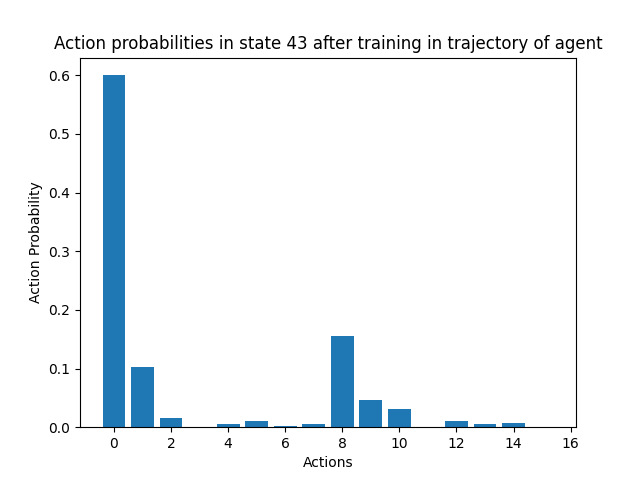 Action probabilities in state 43 after training in trajectory of agent
0.6
0.5
0.4
0.3
0.2
0.1
0.0
Action Probability
0 2 4 6 8 10 12 14 16
Actions